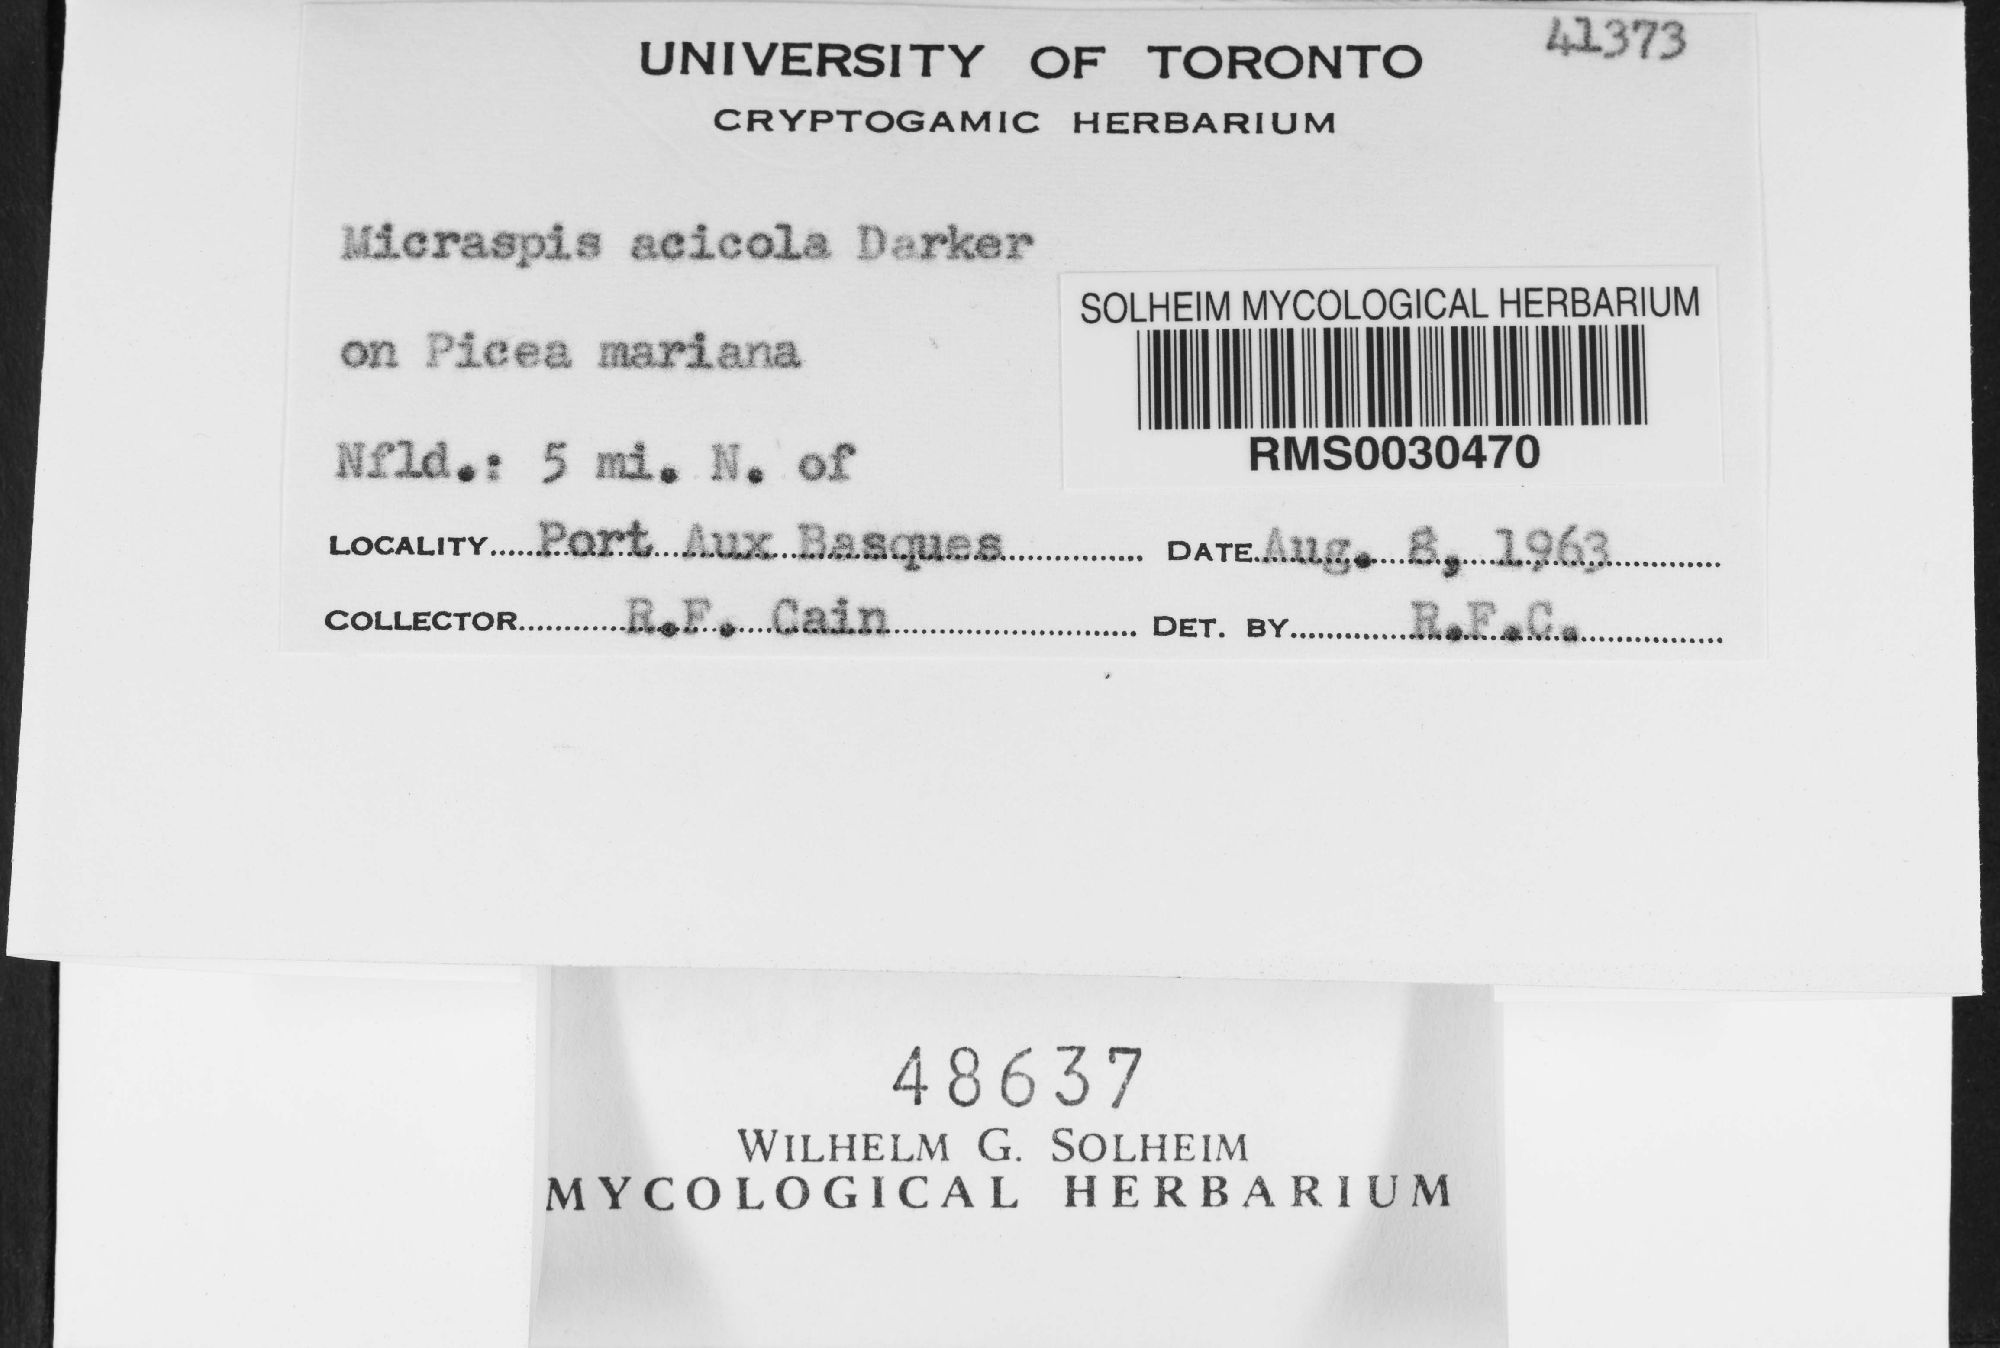 41373
UNIVERSITY OF TORONTO
CRYPTOGAMIC HERBARIUM
Micraspis acicola Darker
on Picea mariana
Nfld.: 5 mi. N. of
LOCALITY Port Aux Basques DATE Aug. 8, 1963
COLLECTOR R.F. Cain DET. BY R.F.C.
SOLHEIM MYCOLOGICAL HERBARIUM
RMS0030470
48637
WILHELM G. SOLHEIM
MYCOLOGICAL HERBARIUM